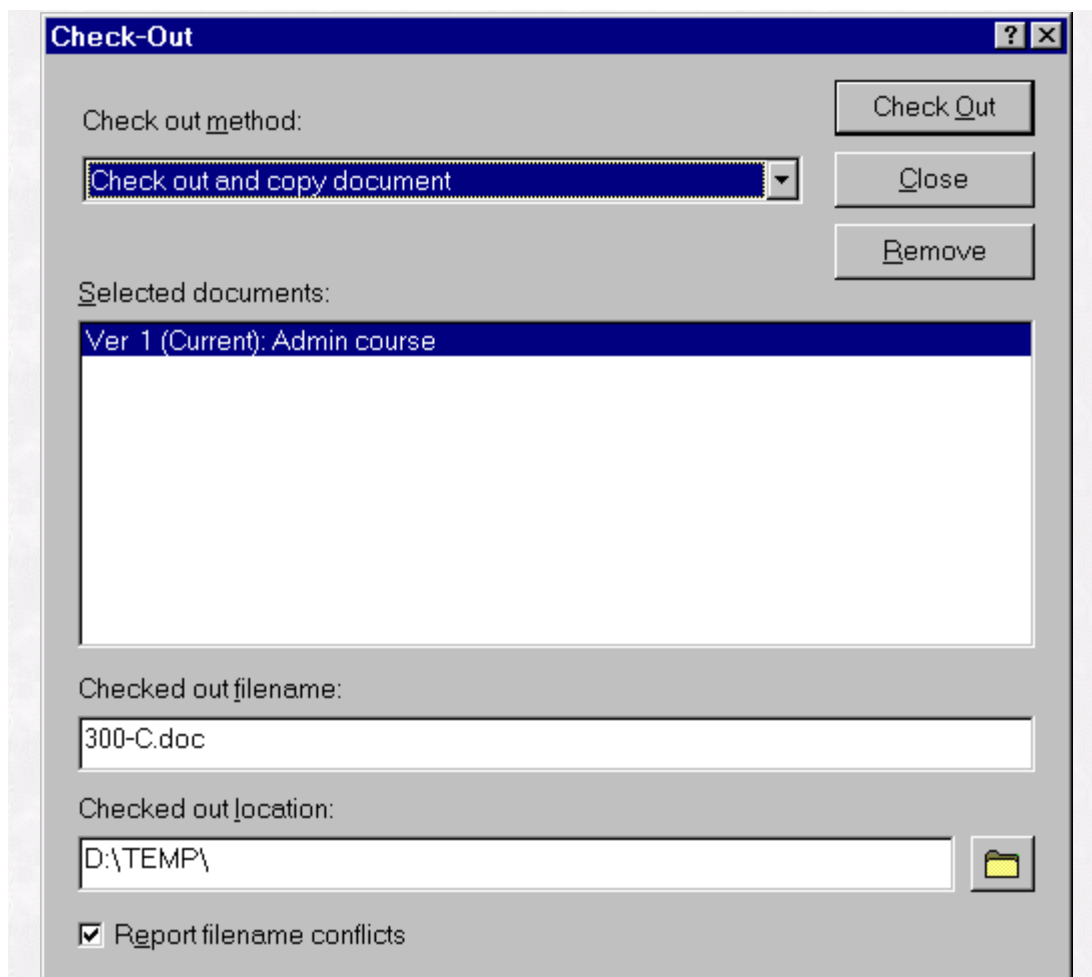 Check-Out
Check out method:
Check Out
Check out and copy document
Close
Remove
Selected documents:
Ver 1 (Current): Admin course
Checked out filename:
300-C.doc
Checked out location:
D:\TEMP\
Report filename conflicts